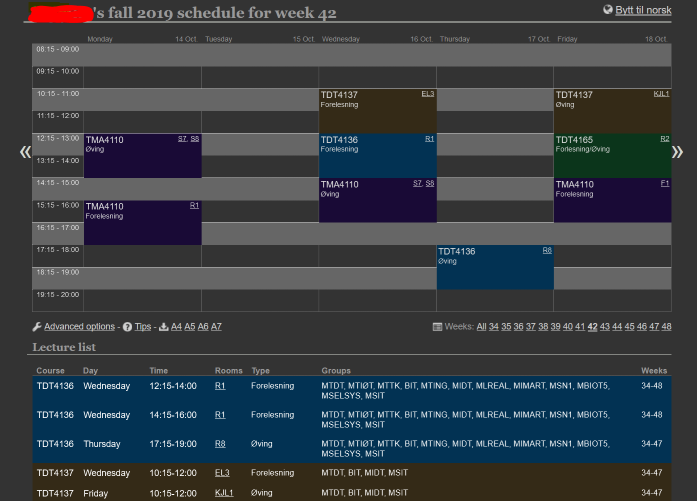 's fall 2019 schedule for week 42
Bytt til norsk
Monday 14 Oct Tuesday 15 Oct Wednesday 16 Oct Thursday 17 Oct Friday 18 Oct
08:15 - 09:00
09:15 - 10:00
10:15 - 11:00
TDT4137 EL3
Forelesning
TDT4137 KJL1
Øving
11:15 - 12:00
12:15 - 13:00
TMA4110 S7, S8
Øving
TDT4136 R1
Forelesning
TDT4165 R2
Forlesning/Øving
«
»
13:15 - 14:00
14:15 - 15:00
TMA4110 S7, S8
Øving
TMA4110 F1
Forelesning
15:15 - 16:00
TMA4110 R1
Forelesning
16:15 - 17:00
17:15 - 18:00
TDT4136 R8
Øving
18:15 - 19:00
19:15 - 20:00
Advanced options - Tips - A4 A5 A6 A7
Weeks: All 34 35 36 37 38 39 40 41 42 43 44 45 46 47 48
Lecture list
Course Day Time Rooms Type Groups Weeks
TDT4136 Wednesday 12:15-14:00 R1 Forelesning MTDT, MTIØT, MTTK, BIT, MTING, MIDT, MLREAL, MIMART, MSN1, MBIOT5, 34-48
MSELSYS, MSIT
TDT4136 Wednesday 14:15-16:00 R1 Forelesning MTDT, MTIØT, MTTK, BIT, MTING, MIDT, MLREAL, MIMART, MSN1, MBIOT5, 34-48
MSELSYS, MSIT
TDT4136 Thursday 17:15-19:00 R8 Øving MTDT, MTIØT, MTTK, BIT, MTING, MIDT, MLREAL, MIMART, MSN1, MBIOT5, 34-47
MSELSYS, MSIT
TDT4137 Wednesday 10:15-12:00 EL3 Forelesning MTDT, BIT, MIDT, MSIT 34-47
TDT4137 Friday 10:15-12:00 KJL1 Øving MTDT, BIT, MIDT, MSIT 34-47